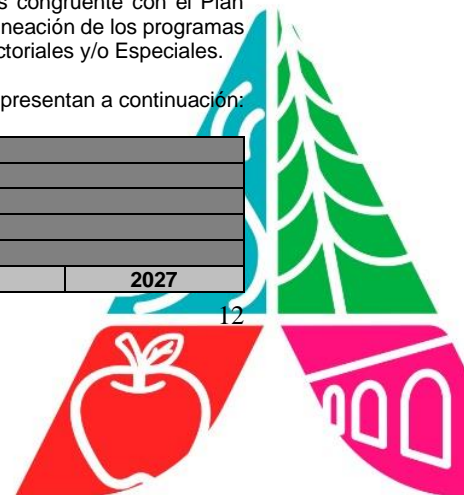 s congruente con el Plan
neación de los programas
ctoriales y/o Especiales.
presentan a continuación:
2027
12